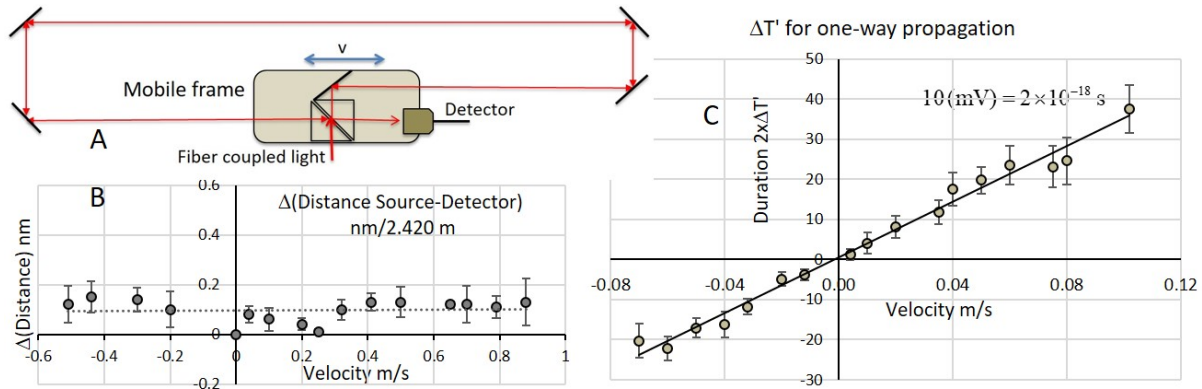 v
Mobile frame
Detector
Fiber coupled light
A
B
Δ(Distance Source-Detector)
nm/2.420 m
Δ(Distance) nm
0.6
0.4
0.2
0
-0.2
-0.6
-0.4
-0.2
0
0.2
0.4
0.6
0.8
1
Velocity m/s
ΔT' for one-way propagation
C
10 (mV) = 2×10⁻¹⁸ s
Duration 2xΔT'
50
40
30
20
10
0
-10
-20
-30
-0.08
-0.04
0.00
0.04
0.08
0.12
Velocity m/s